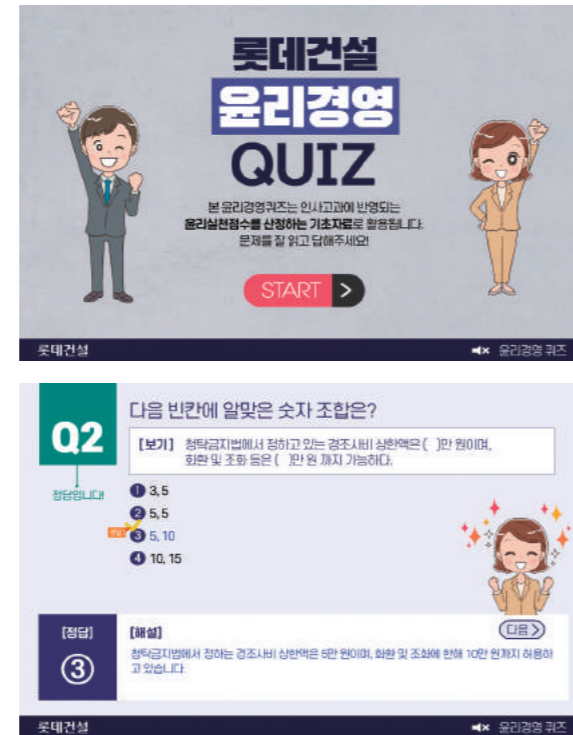 롯데건설
윤리경영
QUIZ
본 윤리경영퀴즈는 인사고과에 반영되는
윤리실천점수를 산정하는 기초자료로 활용됩니다.
문제를 잘 읽고 답해주세요!
START >
롯데건설
윤리경영 퀴즈
Q2
다음 빈칸에 알맞은 숫자 조합은?
[보기] 청탁금지법에서 정하고 있는 경조사비 상한액은 ( )만 원이며,
화환 및 조화 등은 ( )만 원 까지 가능하다.
정답입니다!
❶ 3, 5
❷ 5, 5
정답
❸ 5, 10
❹ 10, 15
다음 >
[정답]
③
[해설]
청탁금지법에서 정하는 경조사비 상한액은 5만 원이며, 화환 및 조화에 한해 10만 원까지 허용하
고 있습니다.
롯데건설
윤리경영 퀴즈